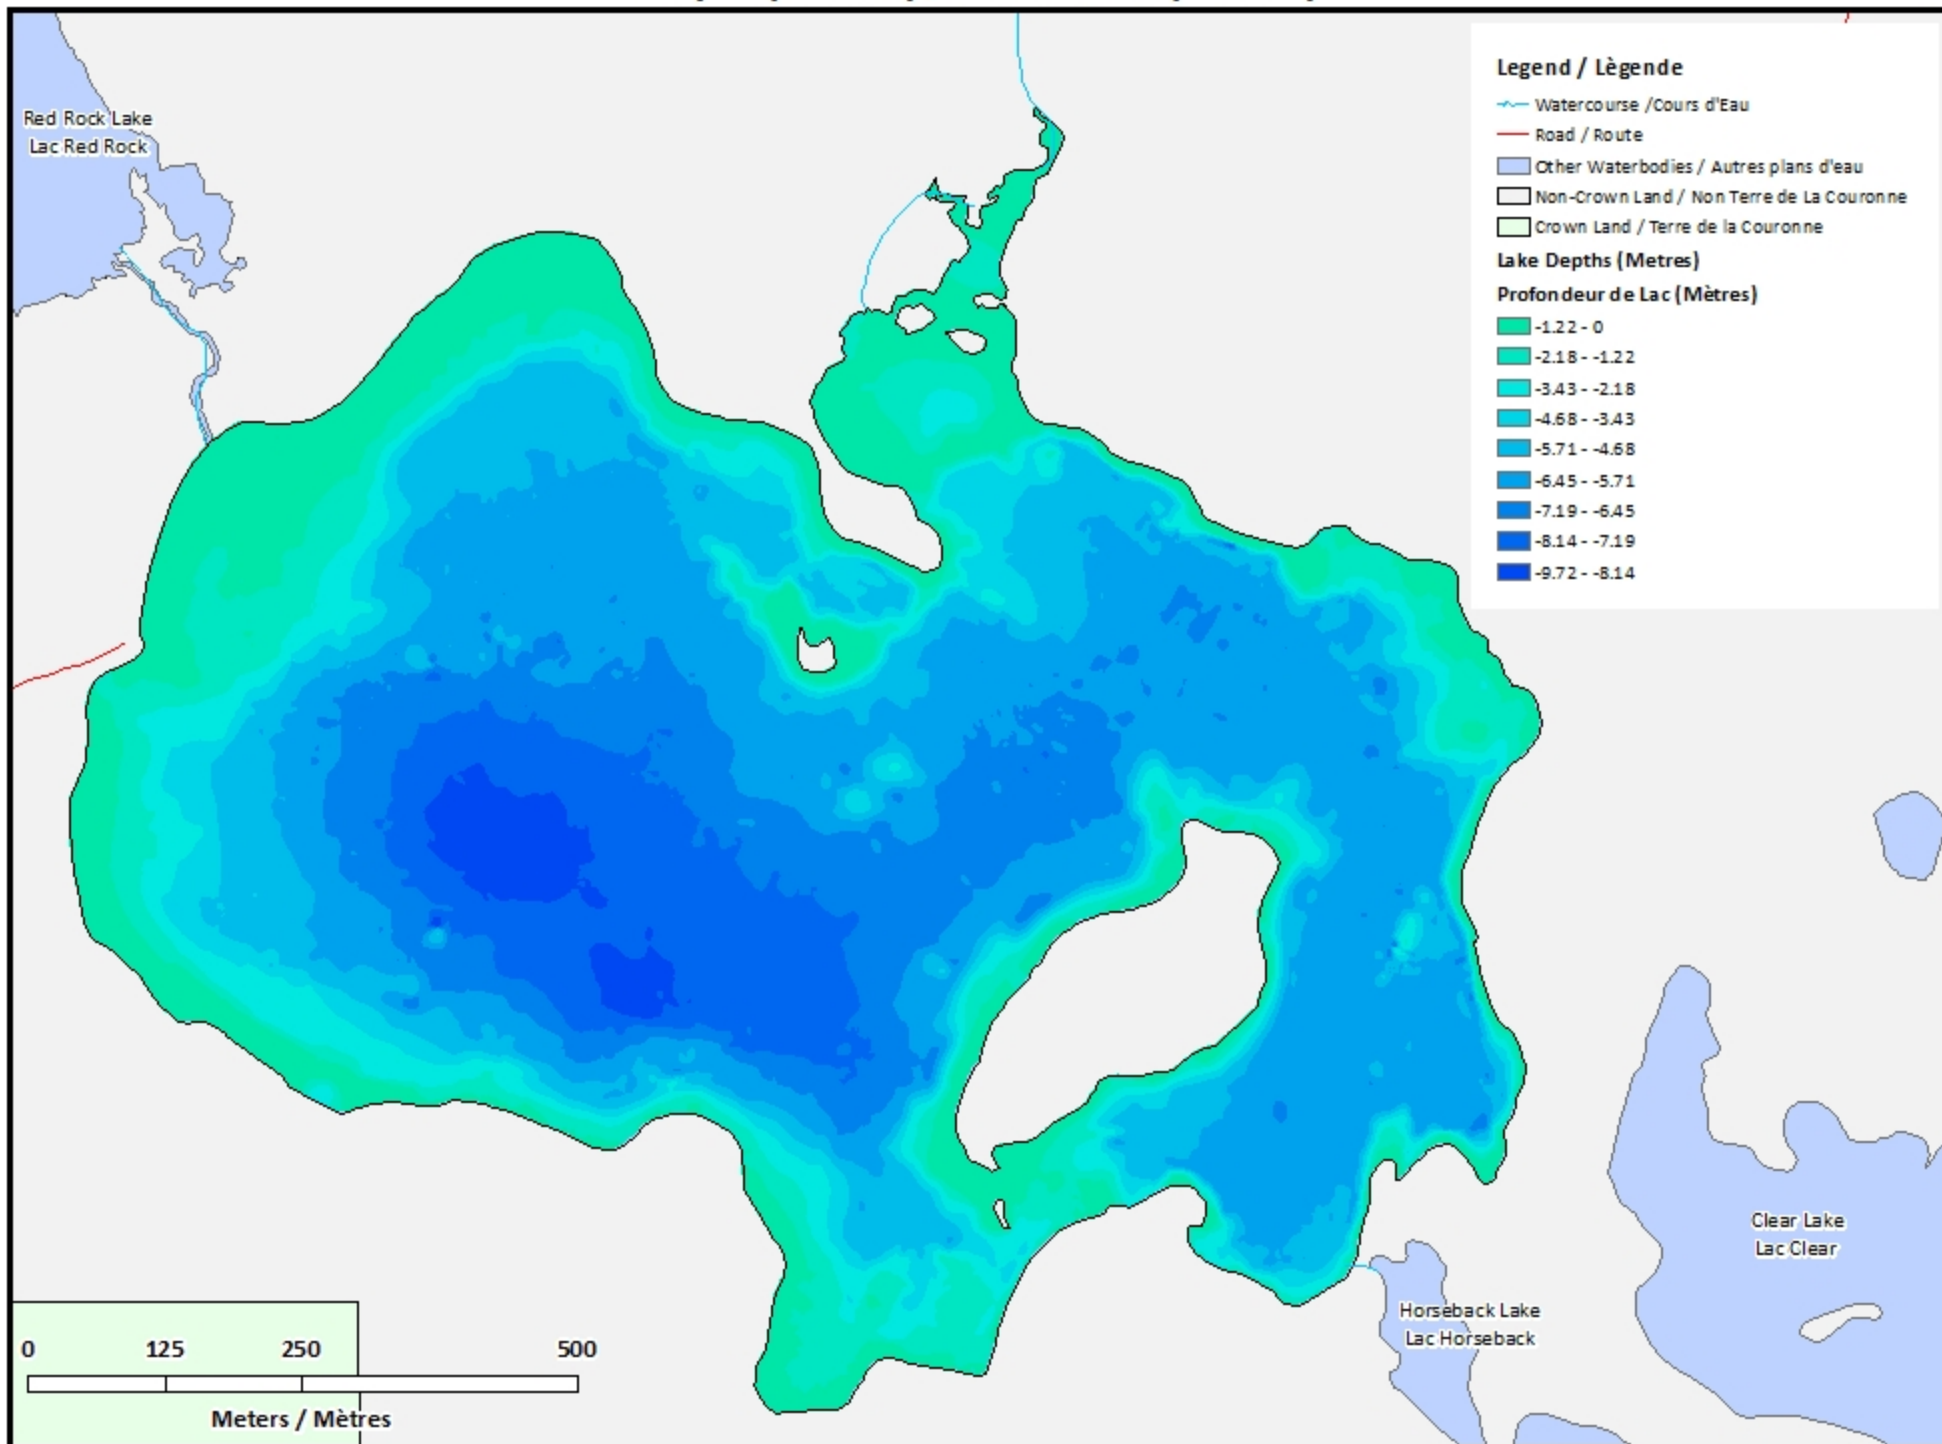 Red Rock Lake
Lac Red Rock
Legend / Lègende
Watercourse /Cours d'Eau
Road / Route
Other Waterbodies / Autres plans d'eau
Non-Crown Land / Non Terre de La Couronne
Crown Land / Terre de la Couronne
Lake Depths (Metres)
Profondeur de Lac (Mètres)
-1.22 - 0
-2.18 - -1.22
-3.43 - -2.18
-4.68 - -3.43
-5.71 - -4.68
-6.45 - -5.71
-7.19 - -6.45
-8.14 - -7.19
-9.72 - -8.14
Clear Lake
Lac Clear
Horseback Lake
Lac Horseback
0 125 250 500
Meters / Mètres